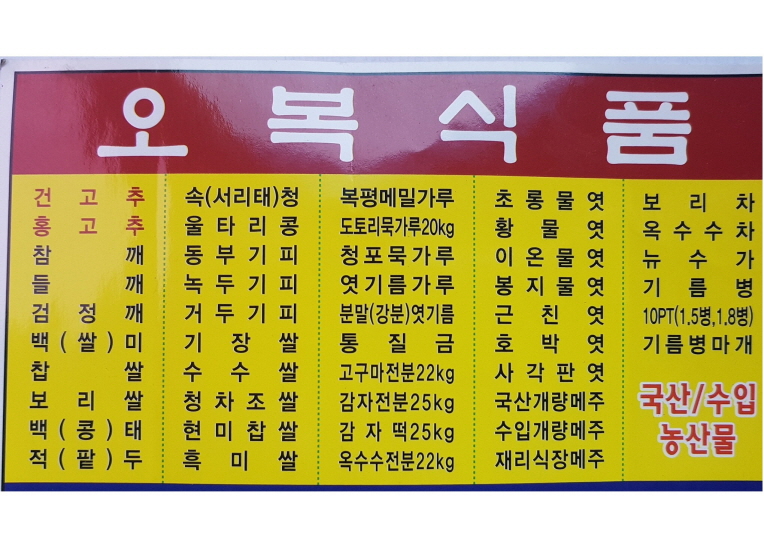 오복식품
건고추
홍고추
참깨
들깨
검정깨
백(쌀)미
찹쌀
보리쌀
백(콩)태
적(팥)두
속(서리태)청
울타리콩
동부기피
녹두기피
거두기피
기장쌀
수수쌀
청차조쌀
현미찹쌀
흑미쌀
복평메밀가루
도토리묵가루20kg
청포묵가루
엿기름가루
분말(강분)엿기름
통질금
고구마전분22kg
감자전분25kg
감자떡25kg
옥수수전분22kg
초롱물엿
황물엿
이온물엿
봉지물엿
근친엿
호박엿
사각판엿
국산개량메주
수입개량메주
재리식장메주
보리차
옥수수차
뉴수가
기름병
10PT(1.5병,1.8병)
기름병마개
국산/수입
농산물